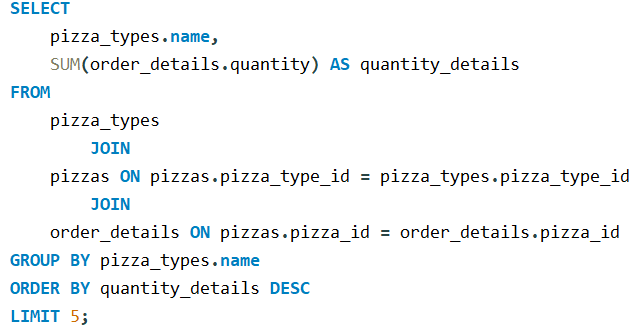 SELECT
pizza_types.name,
SUM(order_details.quantity) AS quantity_details
FROM
pizza_types
JOIN
pizzas ON pizzas.pizza_type_id = pizza_types.pizza_type_id
JOIN
order_details ON pizzas.pizza_id = order_details.pizza_id
GROUP BY pizza_types.name
ORDER BY quantity_details DESC
LIMIT 5;